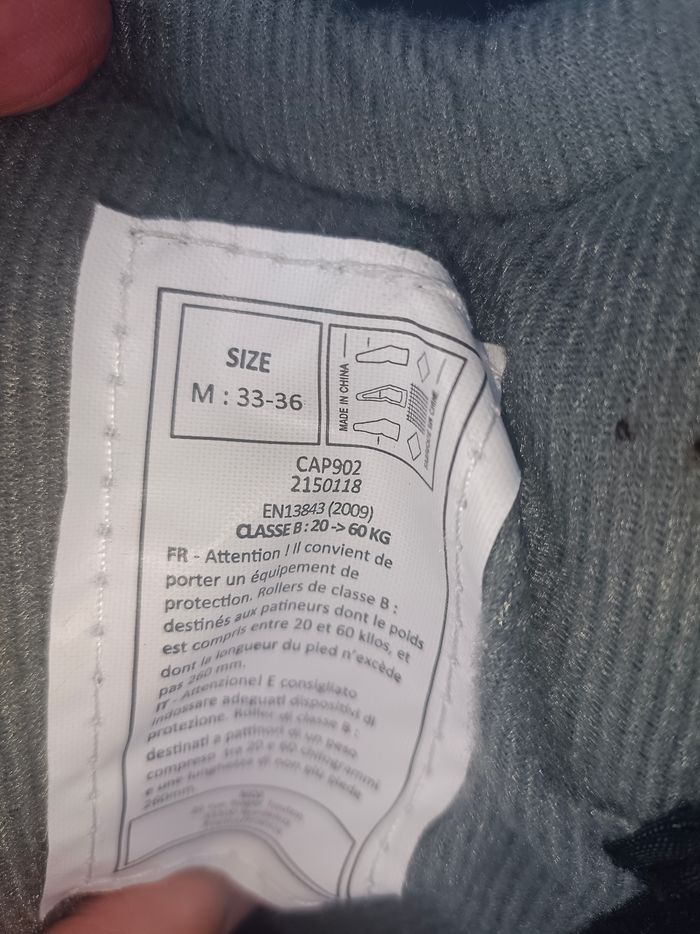 SIZE
M : 33-36
MADE IN CHINA
CAP902
2150118
EN13843 (2009)
CLASSE B : 20 -> 60 KG
FR - Attention ! Il convient de
porter un équipement de
protection. Rollers de classe B :
destinés aux patineurs dont le poids
est compris entre 20 et 60 kilos, et
dont la longueur du pied n'excède
pas 260 mm.
IT - Attenzione! E consigliato
indossare adeguati dispositivi di
protezione. Roller di classe B :
destinati a pattinori di un peso
compreso tra 20 e 60 chilogrammi
e una lunghezza di non più piede
260mm.